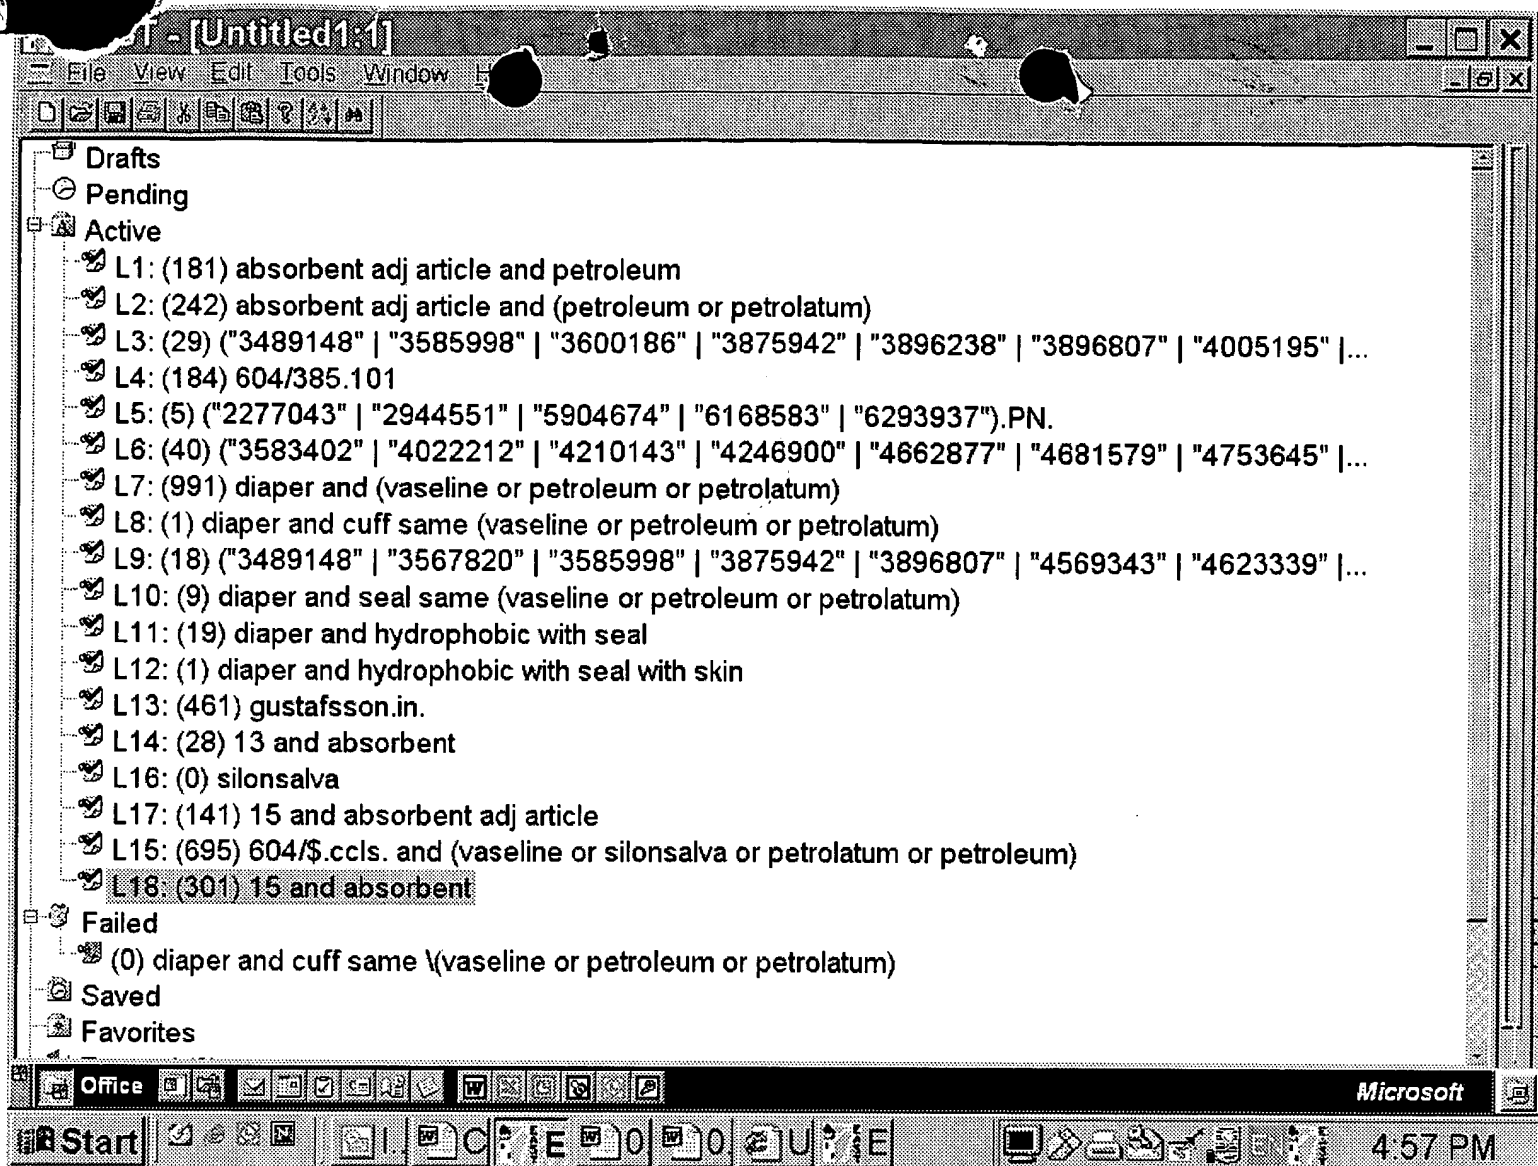 - [Untitled1:1]
File View Edit Tools Window
Drafts
Pending
Active
L1: (181) absorbent adj article and petroleum
L2: (242) absorbent adj article and (petroleum or petrolatum)
L3: (29) ("3489148" | "3585998" | "3600186" | "3875942" | "3896238" | "3896807" | "4005195" |...
L4: (184) 604/385.101
L5: (5) ("2277043" | "2944551" | "5904674" | "6168583" | "6293937").PN.
L6: (40) ("3583402" | "4022212" | "4210143" | "4246900" | "4662877" | "4681579" | "4753645" |...
L7: (991) diaper and (vaseline or petroleum or petrolatum)
L8: (1) diaper and cuff same (vaseline or petroleum or petrolatum)
L9: (18) ("3489148" | "3567820" | "3585998" | "3875942" | "3896807" | "4569343" | "4623339" |...
L10: (9) diaper and seal same (vaseline or petroleum or petrolatum)
L11: (19) diaper and hydrophobic with seal
L12: (1) diaper and hydrophobic with seal with skin
L13: (461) gustafsson.in.
L14: (28) 13 and absorbent
L16: (0) silonsalva
L17: (141) 15 and absorbent adj article
L15: (695) 604/$.ccls. and (vaseline or silonsalva or petrolatum or petroleum)
L18: (301) 15 and absorbent
Failed
(0) diaper and cuff same \(vaseline or petroleum or petrolatum)
Saved
Favorites
Office Microsoft
Start I.. C E 0 0. U E 4:57 PM